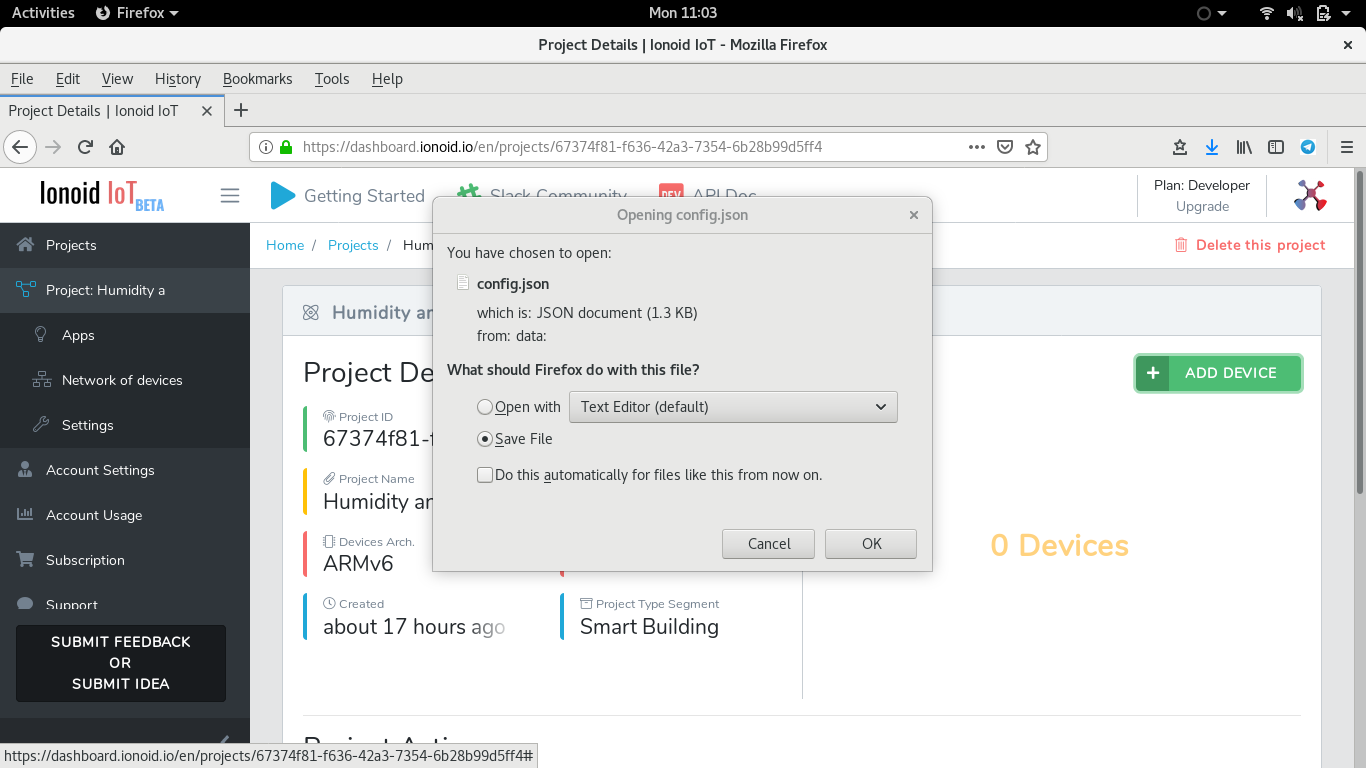 Activities Firefox Mon 11:03
Project Details | Ionoid IoT - Mozilla Firefox ×
File Edit View History Bookmarks Tools Help
Project Details | Ionoid IoT
https://dashboard.ionoid.io/en/projects/67374f81-f636-42a3-7354-6b28b99d5ff4
Ionoid IoT BETA
Getting Started Slack Community DEV API Doc
Plan: Developer
Upgrade
Projects
Project: Humidity a
Apps
Network of devices
Settings
Account Settings
Account Usage
Subscription
Support
SUBMIT FEEDBACK
OR
SUBMIT IDEA
Home / Projects / Hum
Delete this project
Humidity an
Project De
+ ADD DEVICE
Project ID
67374f81-f
Project Name
Humidity an
Devices Arch.
ARMv6
Created
about 17 hours ago
Project Type Segment
Smart Building
0 Devices
Opening config.json
You have chosen to open:
config.json
which is: JSON document (1.3 KB)
from: data:
What should Firefox do with this file?
Open with Text Editor (default)
Save File
Do this automatically for files like this from now on.
Cancel OK
https://dashboard.ionoid.io/en/projects/67374f81-f636-42a3-7354-6b28b99d5ff4#